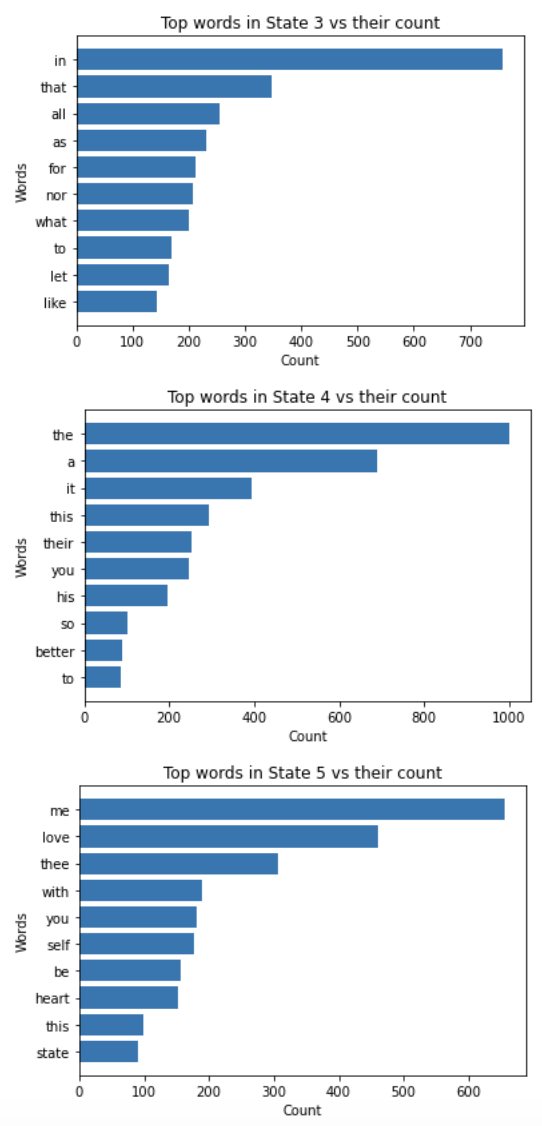 Top words in State 3 vs their count
in
that
all
as
for
nor
what
to
let
like
Words
0 100 200 300 400 500 600 700
Count
Top words in State 4 vs their count
the
a
it
this
their
you
his
so
better
to
Words
0 200 400 600 800 1000
Count
Top words in State 5 vs their count
me
love
thee
with
you
self
be
heart
this
state
Words
0 100 200 300 400 500 600
Count